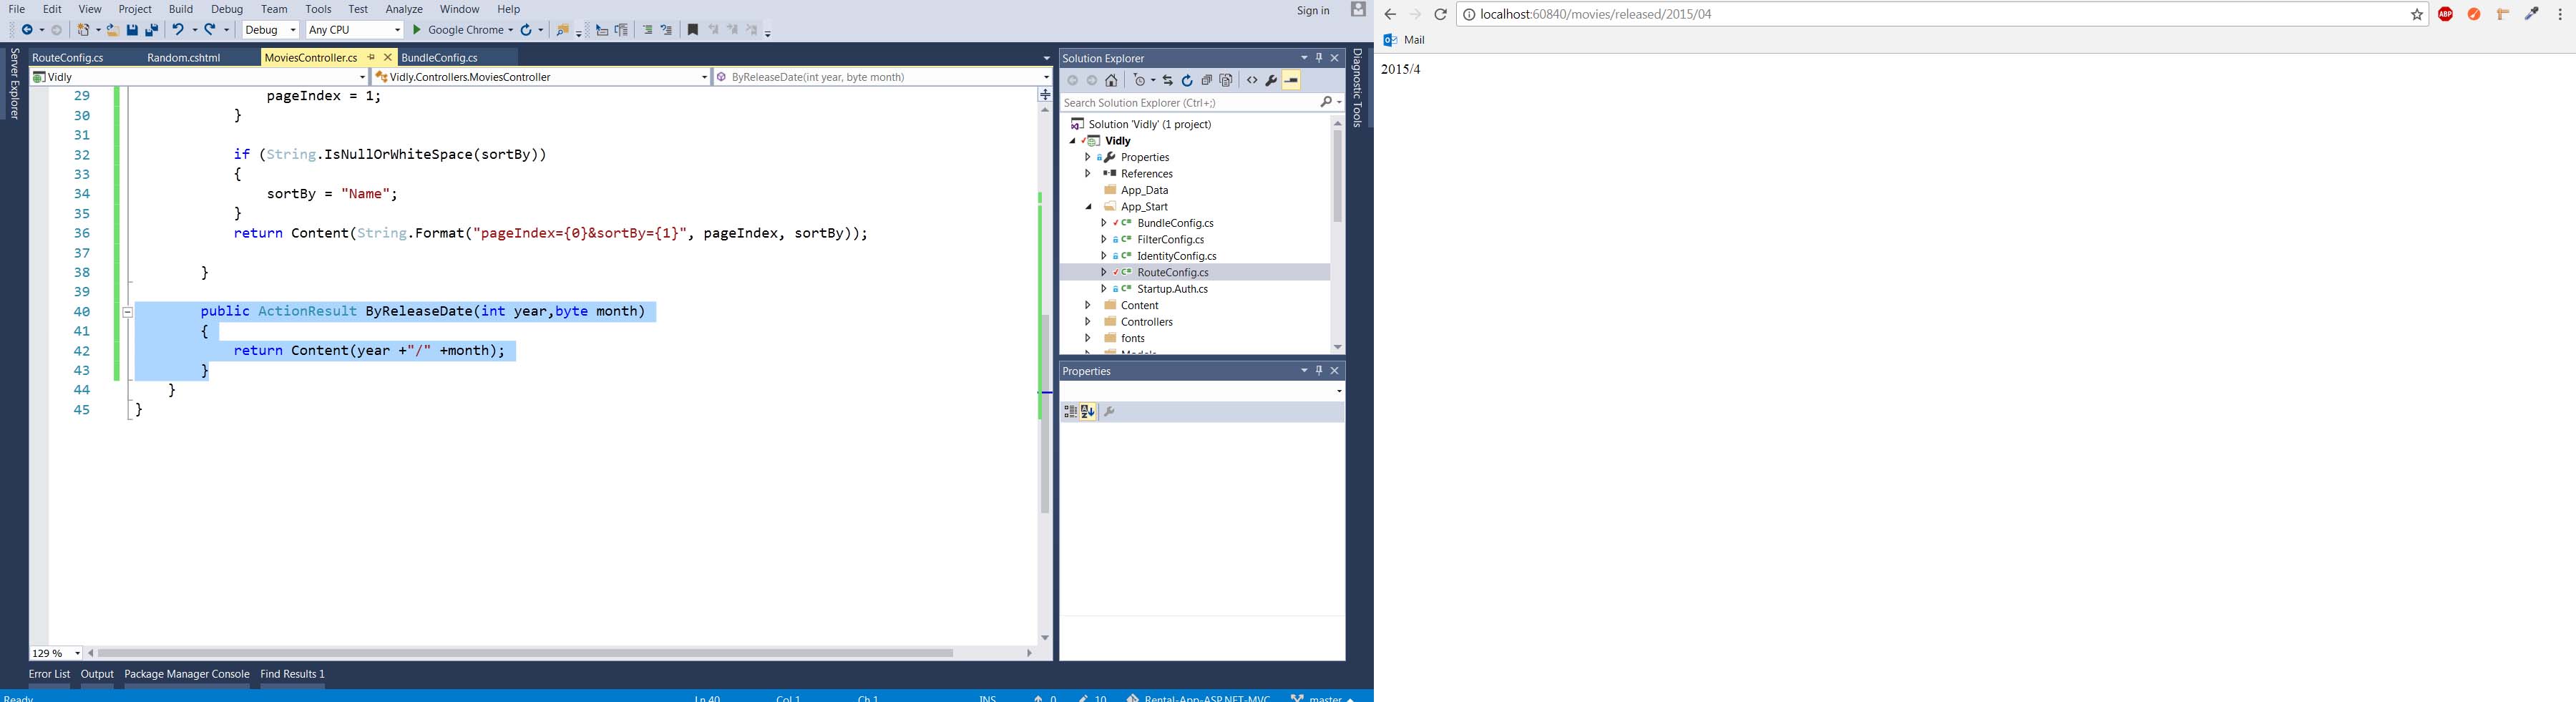 File Edit View Project Build Debug Team Tools Test Analyze Window Help Sign in
Debug Any CPU Google Chrome
RouteConfig.cs Random.cshtml MoviesController.cs BundleConfig.cs
Vidly Vidly.Controllers.MoviesController ByReleaseDate(int year, byte month)
Server Explorer
29 pageIndex = 1;
30 }
31
32 if (String.IsNullOrWhiteSpace(sortBy))
33 {
34 sortBy = "Name";
35 }
36 return Content(String.Format("pageIndex={0}&sortBy={1}", pageIndex, sortBy));
37
38 }
39
40 public ActionResult ByReleaseDate(int year,byte month)
41 {
42 return Content(year +"/" +month);
43 }
44 }
45 }
129 %
Error List Output Package Manager Console Find Results 1
Ready Ln 40 Col 1 Ch 1 INS 0 10 Rental-App-ASP.NET-MVC master
Solution Explorer
Search Solution Explorer (Ctrl+;)
Solution 'Vidly' (1 project)
Vidly
Properties
References
App_Data
App_Start
BundleConfig.cs
FilterConfig.cs
IdentityConfig.cs
RouteConfig.cs
Startup.Auth.cs
Content
Controllers
fonts
Models
Properties
Diagnostic Tools
localhost:60840/movies/released/2015/04
ABP
Mail
2015/4